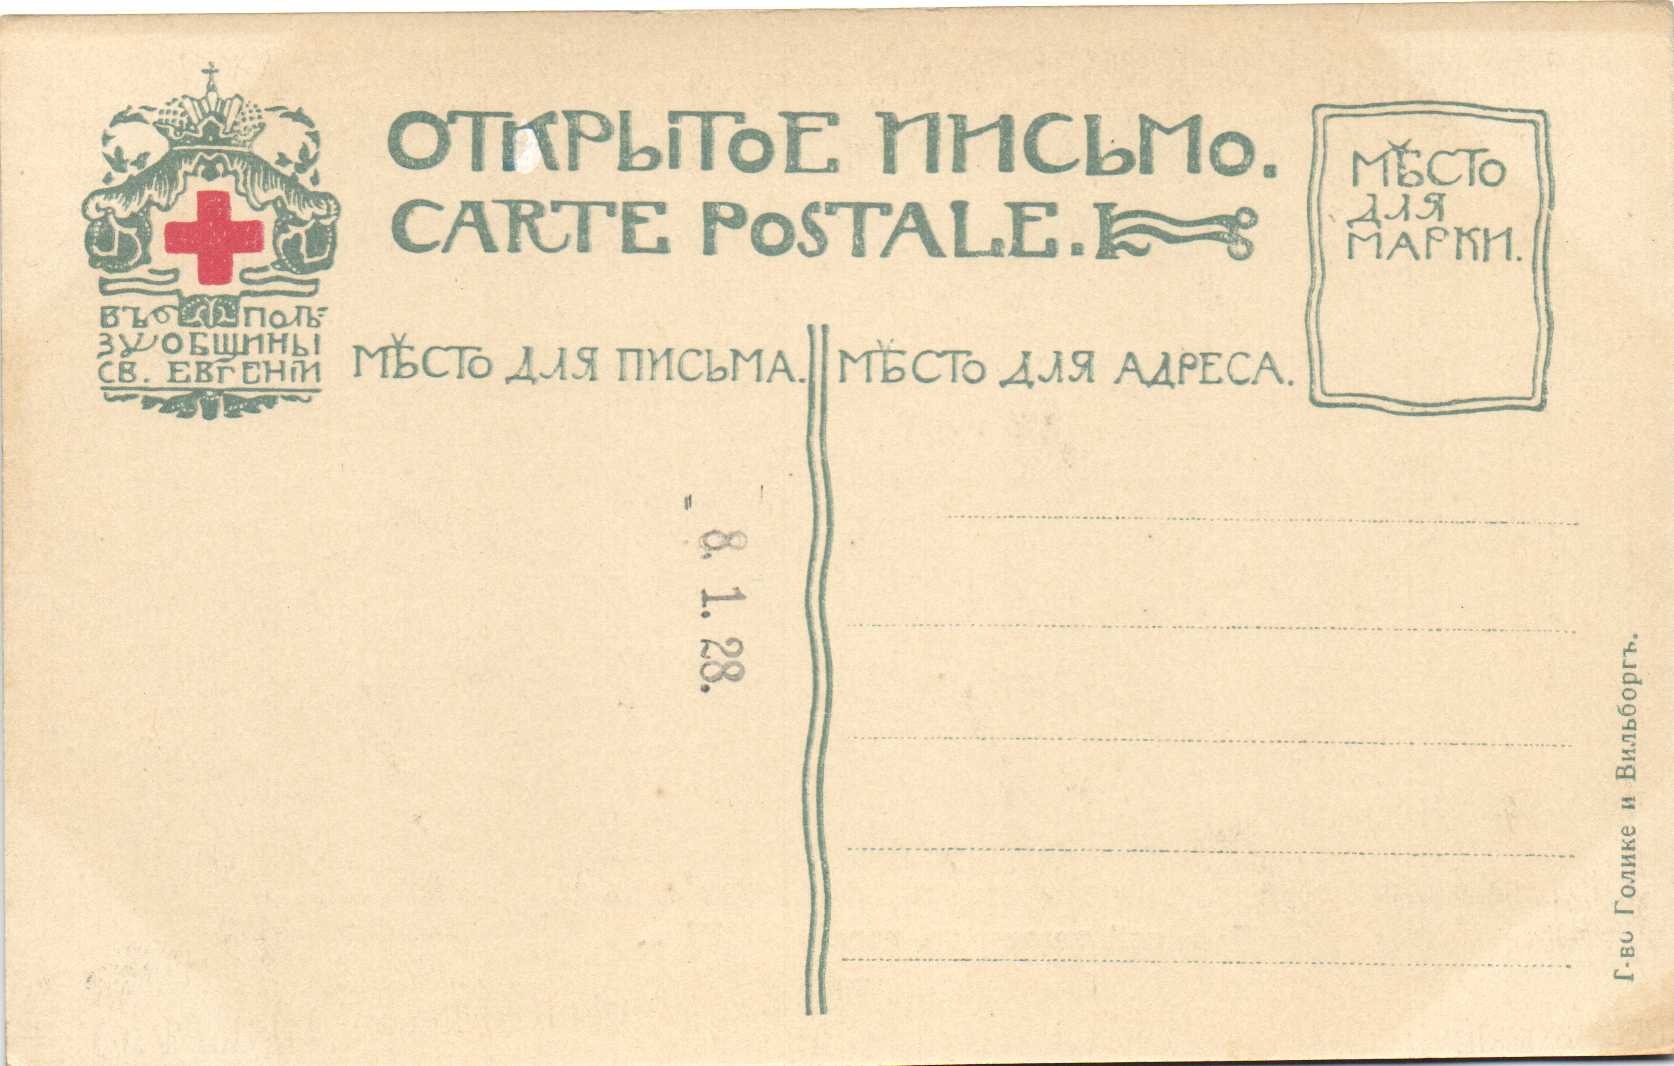 ОТКРЫТОЕ ПИСЬМО.
CARTE POSTALE.
МѢСТО
ДЛЯ
МАРКИ.
ВЪ ПОЛЬ-
ЗУ ОБЩИНЫ
СВ. ЕВГЕНІИ
МѢСТО ДЛЯ ПИСЬМА.
МѢСТО ДЛЯ АДРЕСА.
8. 1. 28.
Т-во Голике и Вильборгъ.